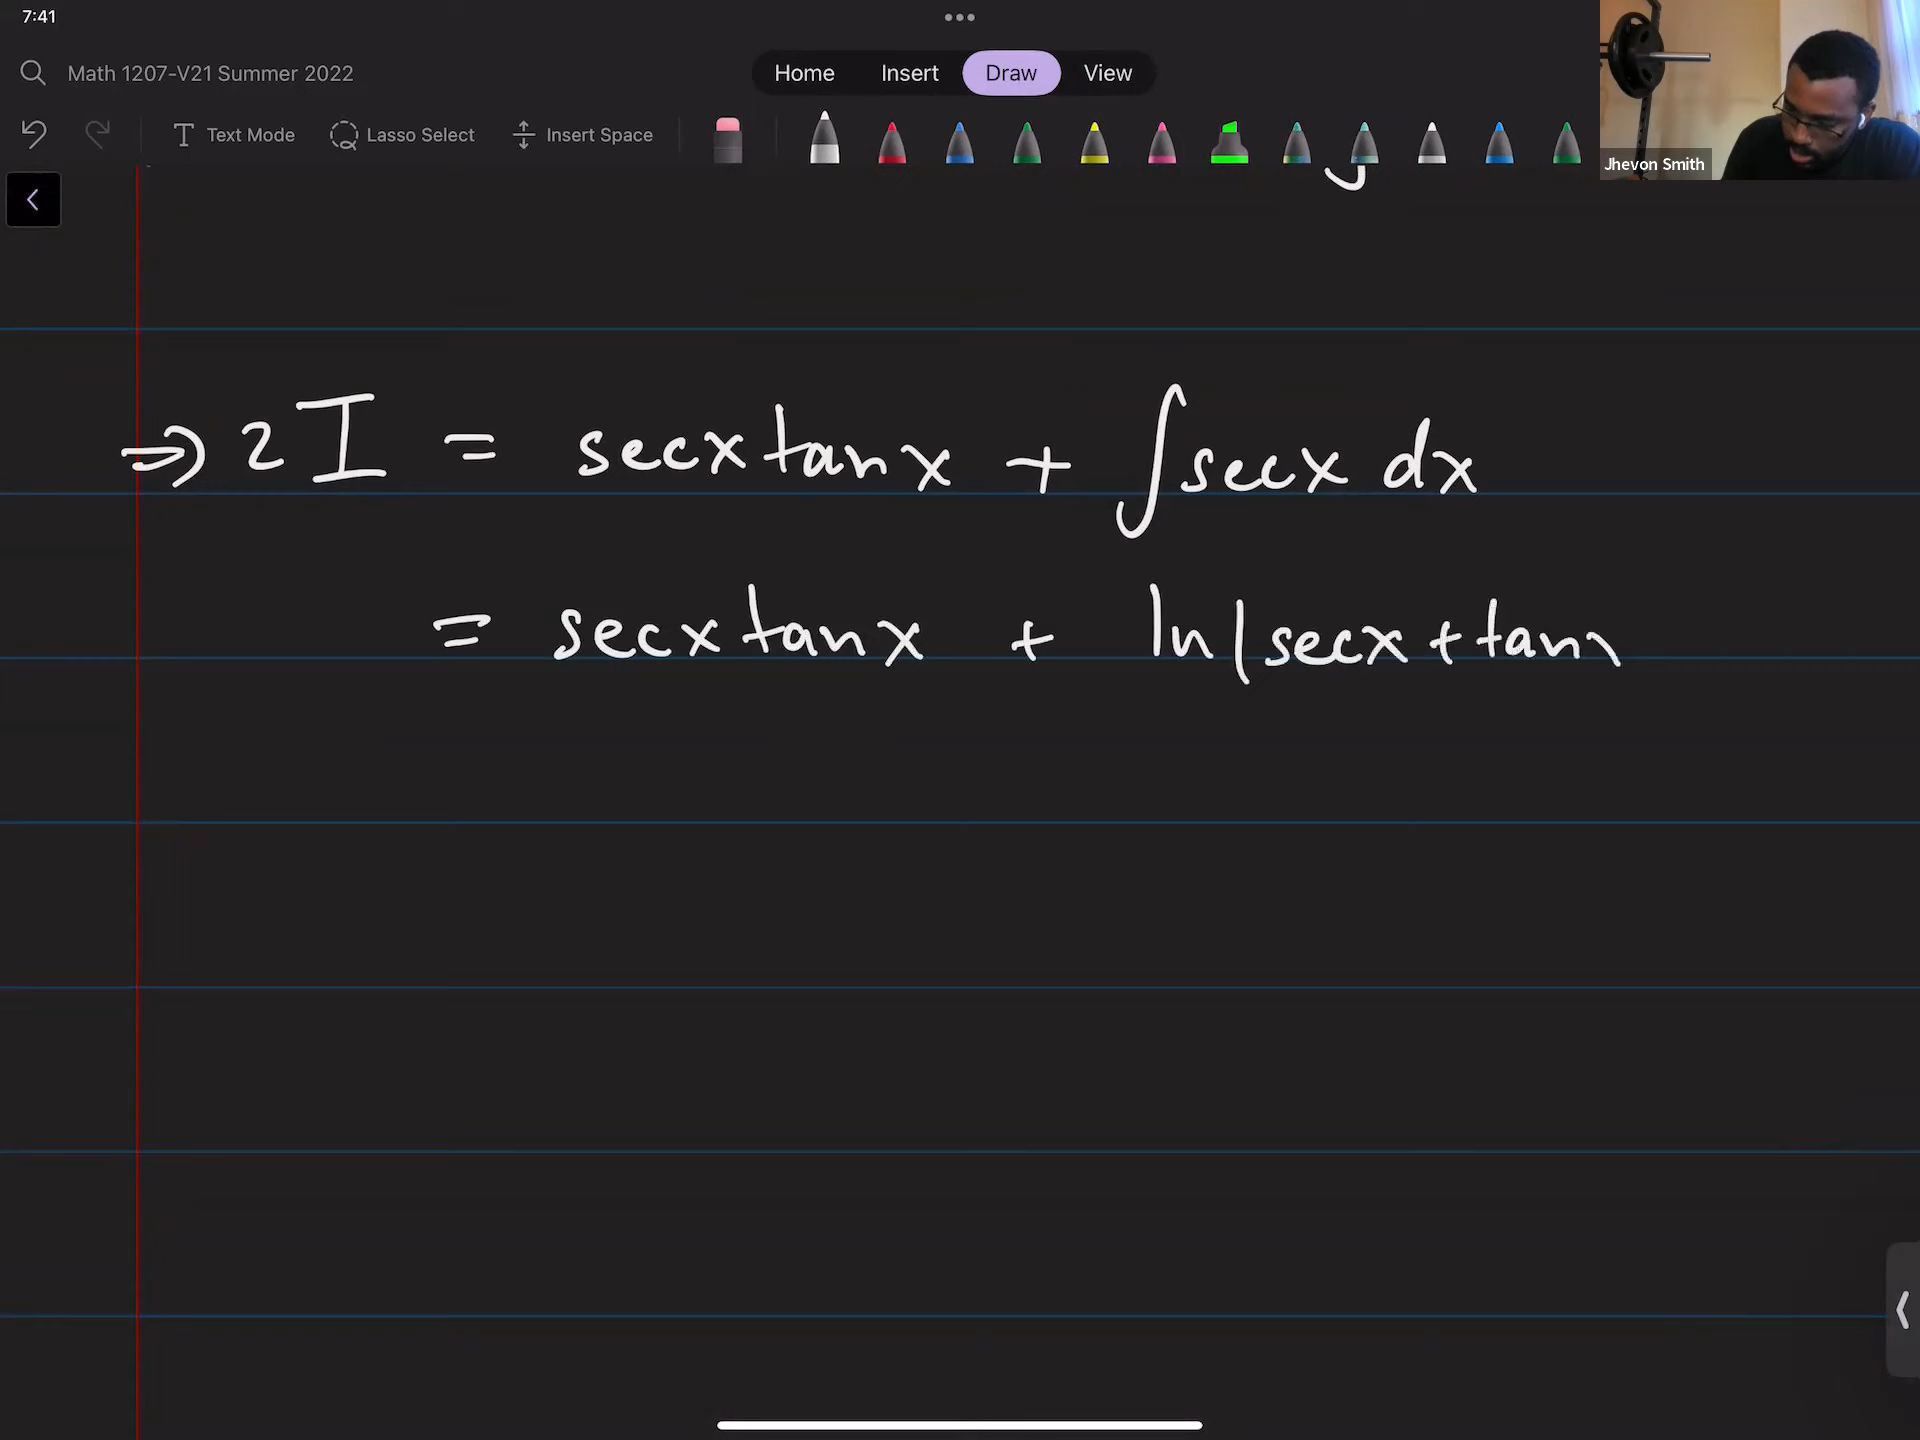 7:41
Math 1207-V21 Summer 2022
Home Insert Draw View
Text Mode Lasso Select Insert Space
Jhevon Smith
⇒ 2I = secx tanx + ∫secx dx
= secx tanx + ln|secx + tanx